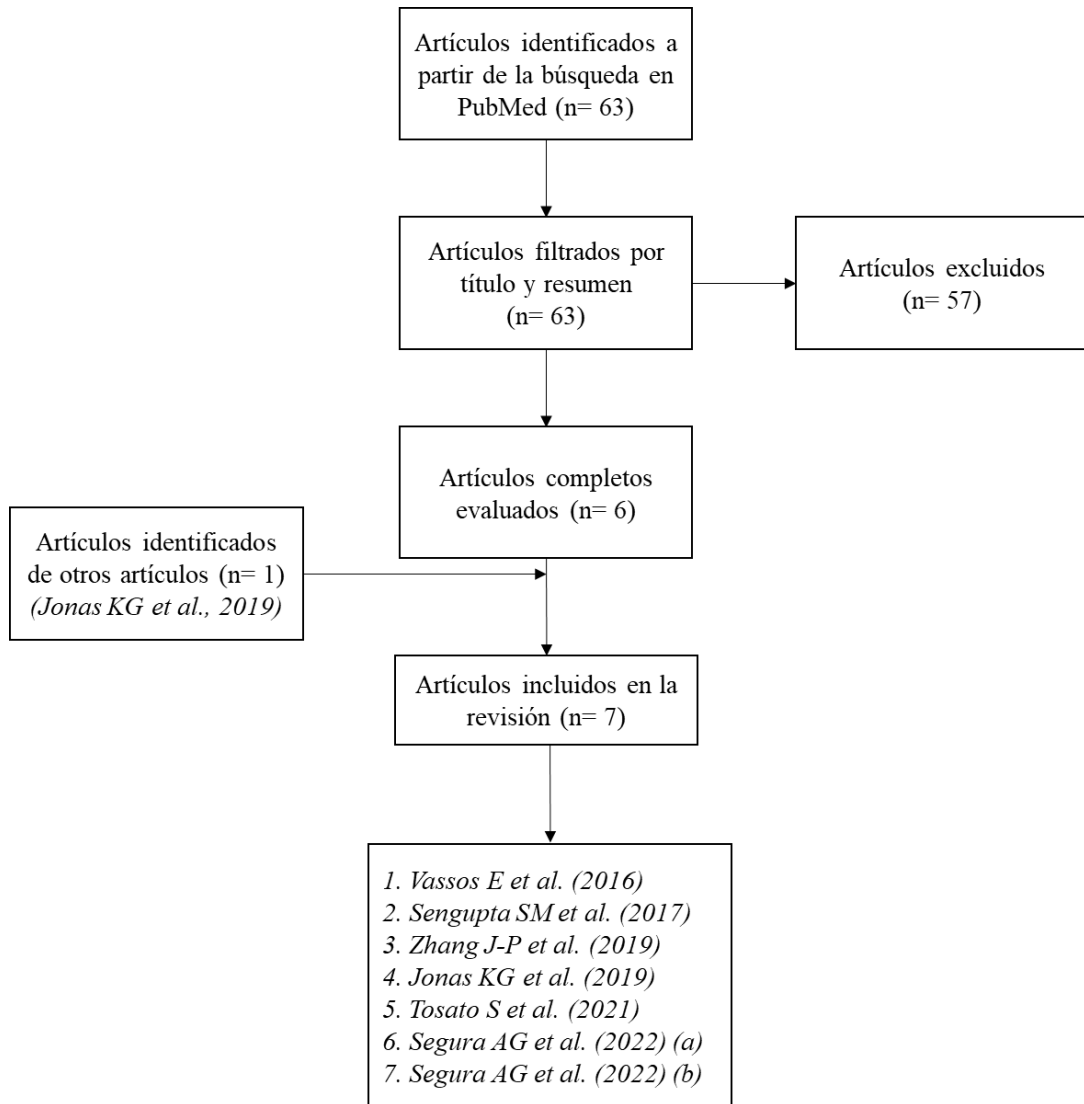 Artículos identificados a
partir de la búsqueda en
PubMed (n= 63)
Artículos filtrados por
título y resumen
(n= 63)
Artículos excluidos
(n= 57)
Artículos completos
evaluados (n= 6)
Artículos identificados
de otros artículos (n= 1)
(Jonas KG et al., 2019)
Artículos incluidos en la
revisión (n= 7)
1. Vassos E et al. (2016)
2. Sengupta SM et al. (2017)
3. Zhang J-P et al. (2019)
4. Jonas KG et al. (2019)
5. Tosato S et al. (2021)
6. Segura AG et al. (2022) (a)
7. Segura AG et al. (2022) (b)